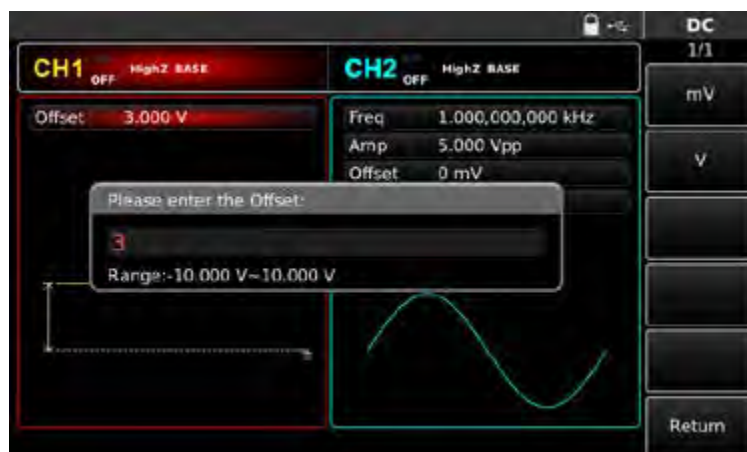 DC
1/1
CH1 OFF HighZ BASE
CH2 OFF HighZ BASE
mV
Offset 3.000 V
Freq 1.000,000,000 kHz
Amp 5.000 Vpp
Offset 0 mV
V
Please enter the Offset:
3
Range:-10.000 V~10.000 V
Return